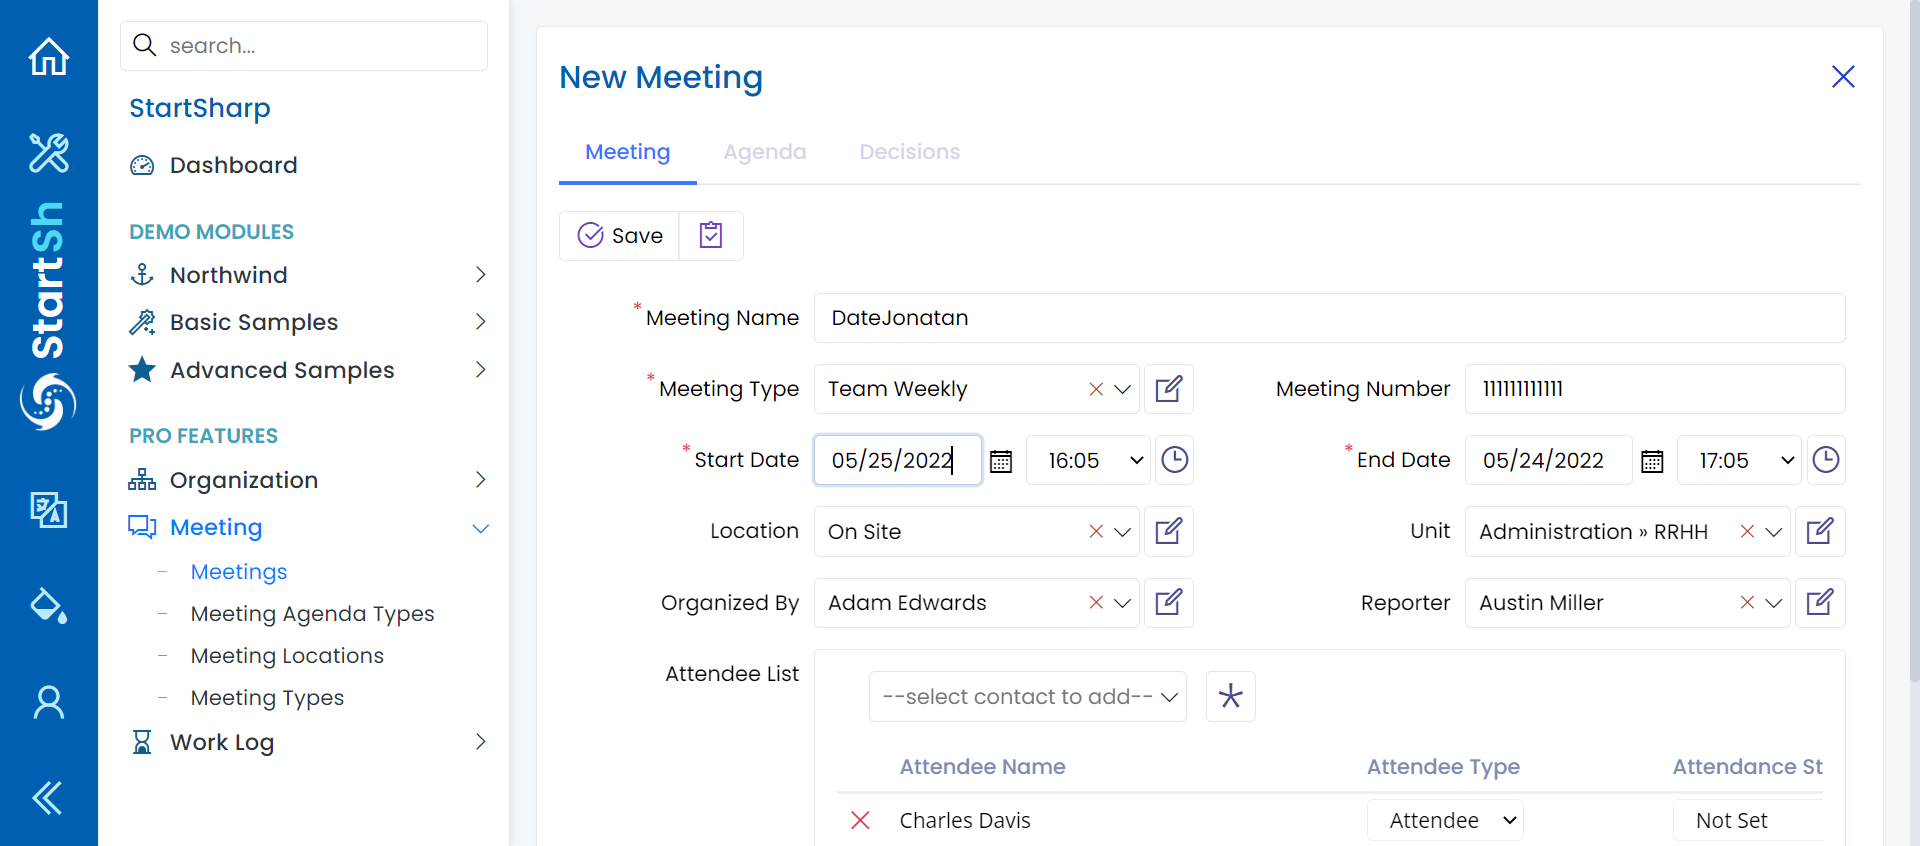 search...
StartSharp
Dashboard
DEMO MODULES
Northwind
Basic Samples
Advanced Samples
PRO FEATURES
Organization
Meeting
Meetings
Meeting Agenda Types
Meeting Locations
Meeting Types
Work Log
StartSh
New Meeting
Meeting Agenda Decisions
Save
* Meeting Name DateJonatan
* Meeting Type Team Weekly Meeting Number 111111111111
* Start Date 05/25/2022 16:05 * End Date 05/24/2022 17:05
Location On Site Unit Administration » RRHH
Organized By Adam Edwards Reporter Austin Miller
Attendee List --select contact to add--
Attendee Name Attendee Type Attendance St
Charles Davis Attendee Not Set